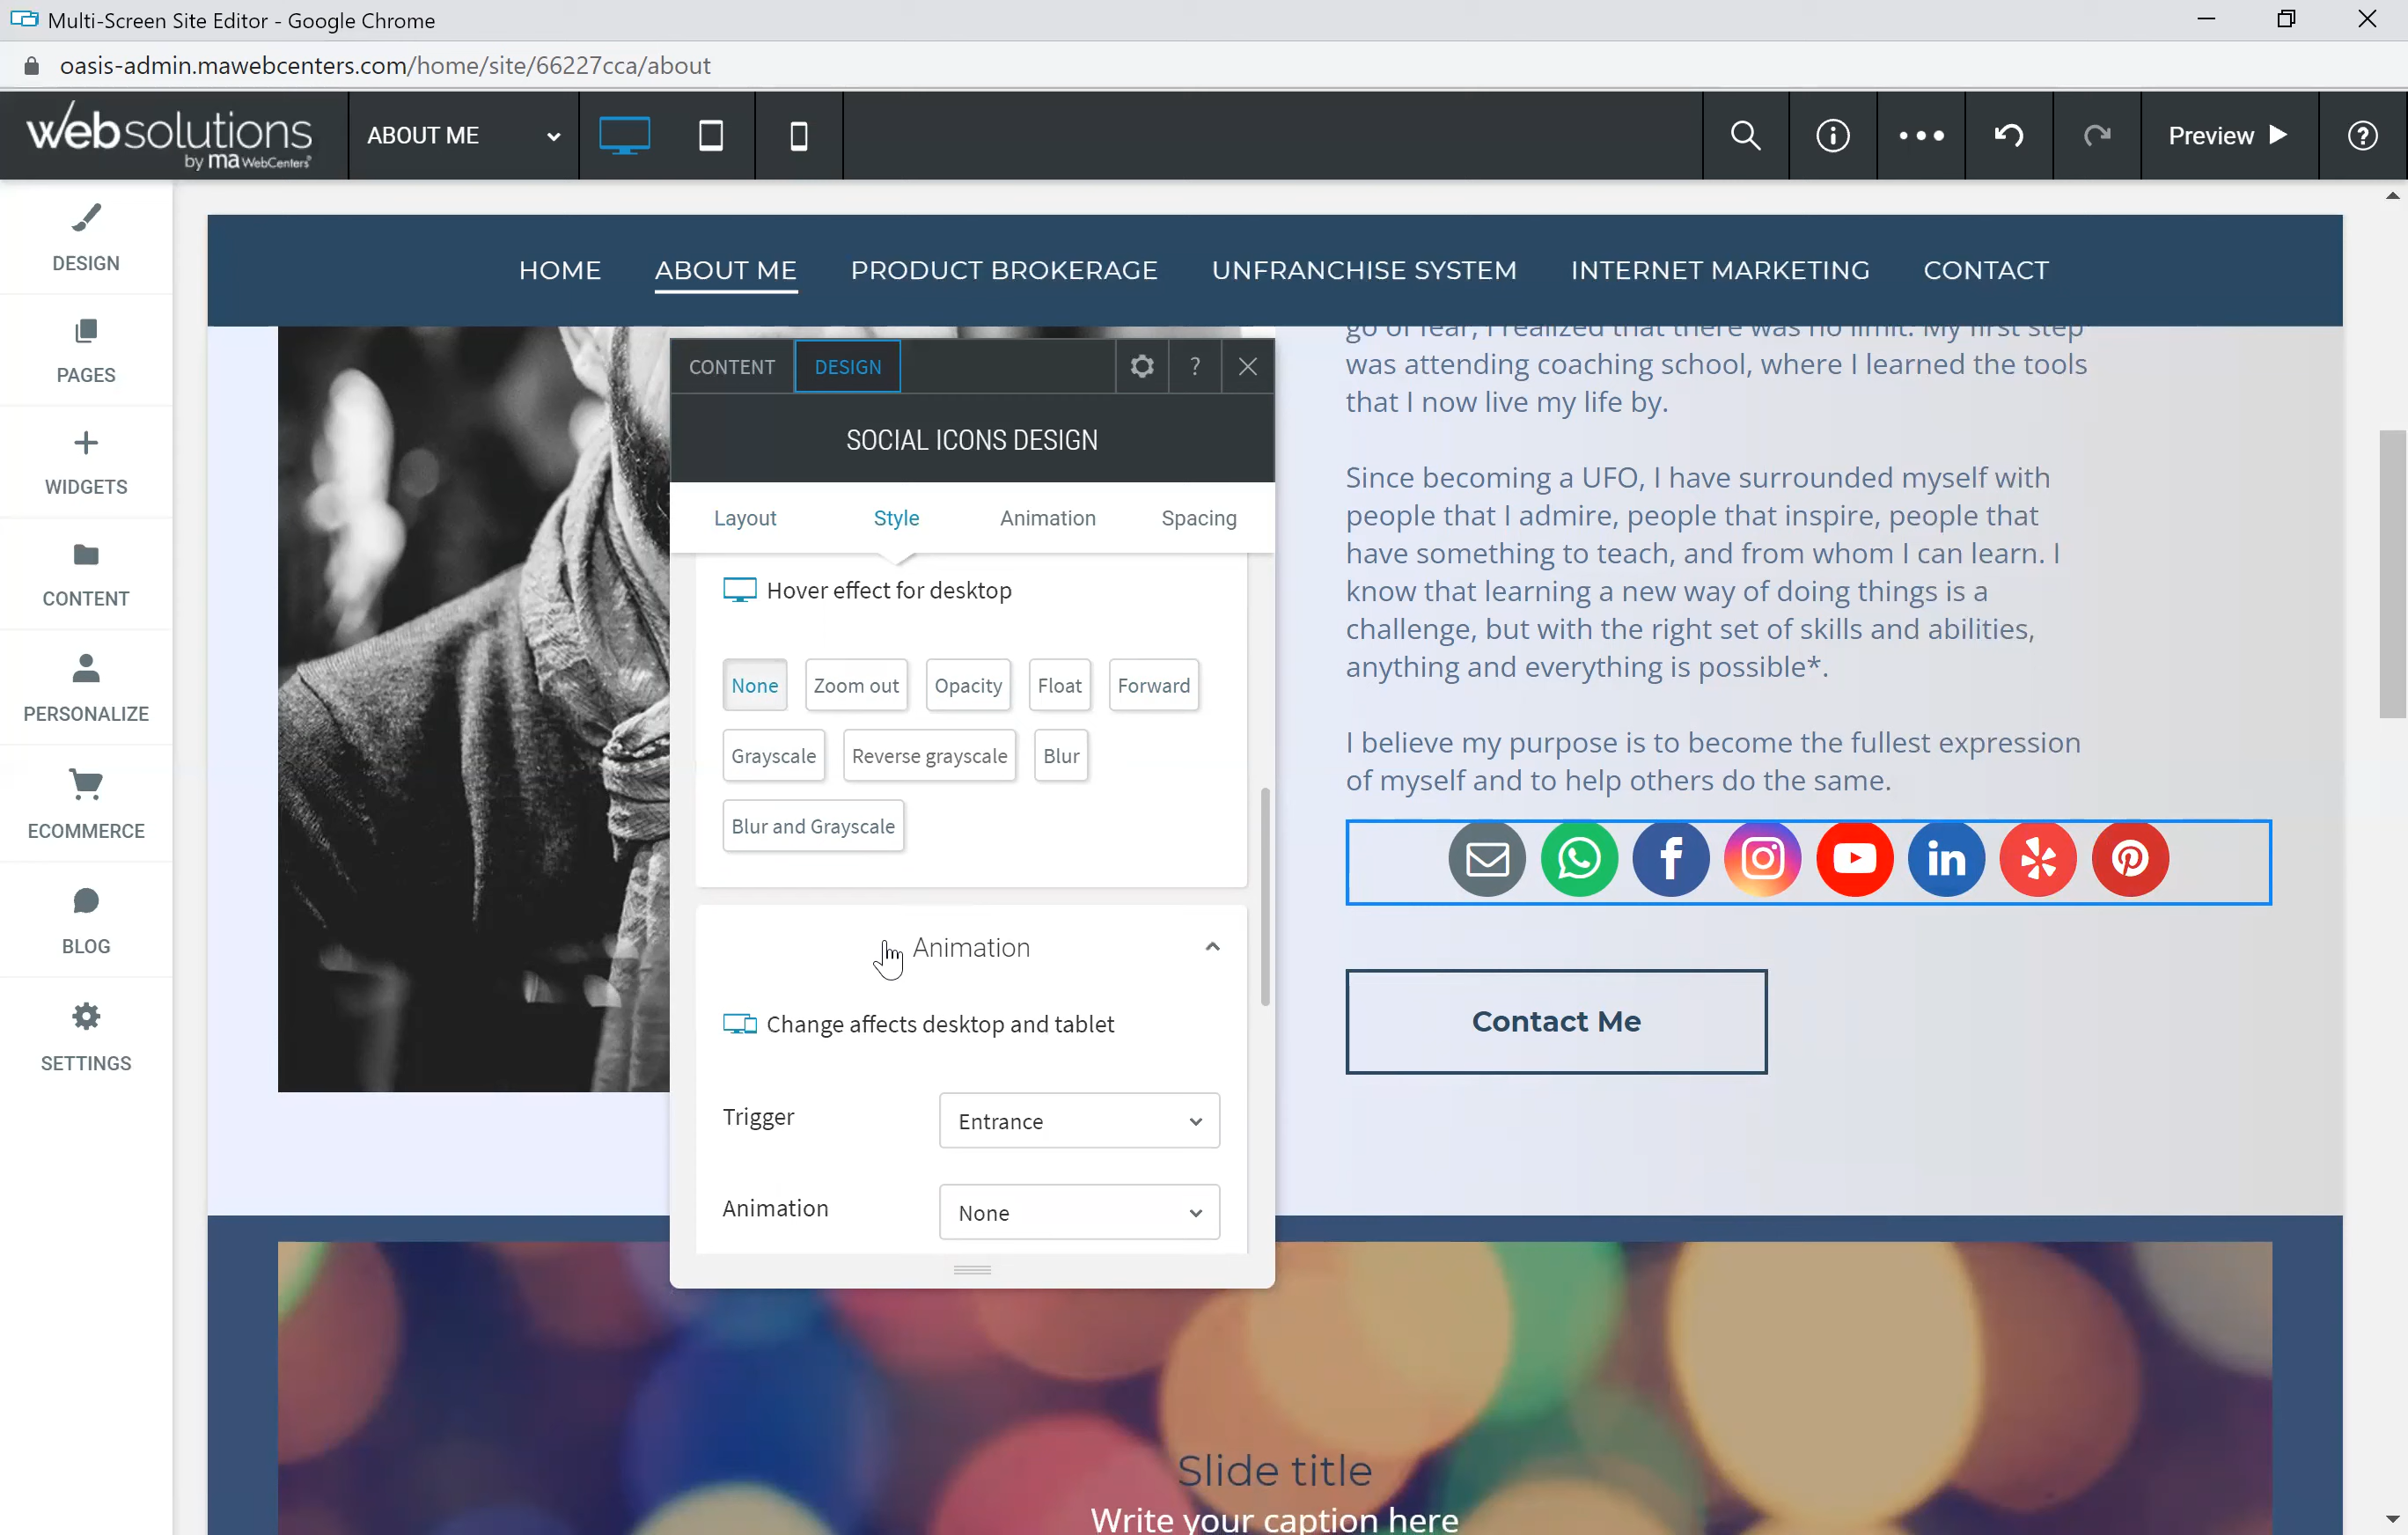 Multi-Screen Site Editor - Google Chrome
oasis-admin.mawebcenters.com/home/site/66227cca/about
websolutions
by ma WebCenters®
ABOUT ME
Preview
DESIGN
PAGES
WIDGETS
CONTENT
PERSONALIZE
ECOMMERCE
BLOG
SETTINGS
HOME ABOUT ME PRODUCT BROKERAGE UNFRANCHISE SYSTEM INTERNET MARKETING CONTACT
CONTENT DESIGN ?
SOCIAL ICONS DESIGN
Layout Style Animation Spacing
Hover effect for desktop
None Zoom out Opacity Float Forward
Grayscale Reverse grayscale Blur
Blur and Grayscale
Animation
Change affects desktop and tablet
Trigger Entrance
Animation None
go of fear, I realized that there was no limit. My first step
was attending coaching school, where I learned the tools
that I now live my life by.
Since becoming a UFO, I have surrounded myself with
people that I admire, people that inspire, people that
have something to teach, and from whom I can learn. I
know that learning a new way of doing things is a
challenge, but with the right set of skills and abilities,
anything and everything is possible*.
I believe my purpose is to become the fullest expression
of myself and to help others do the same.
Contact Me
Slide title
Write your caption here